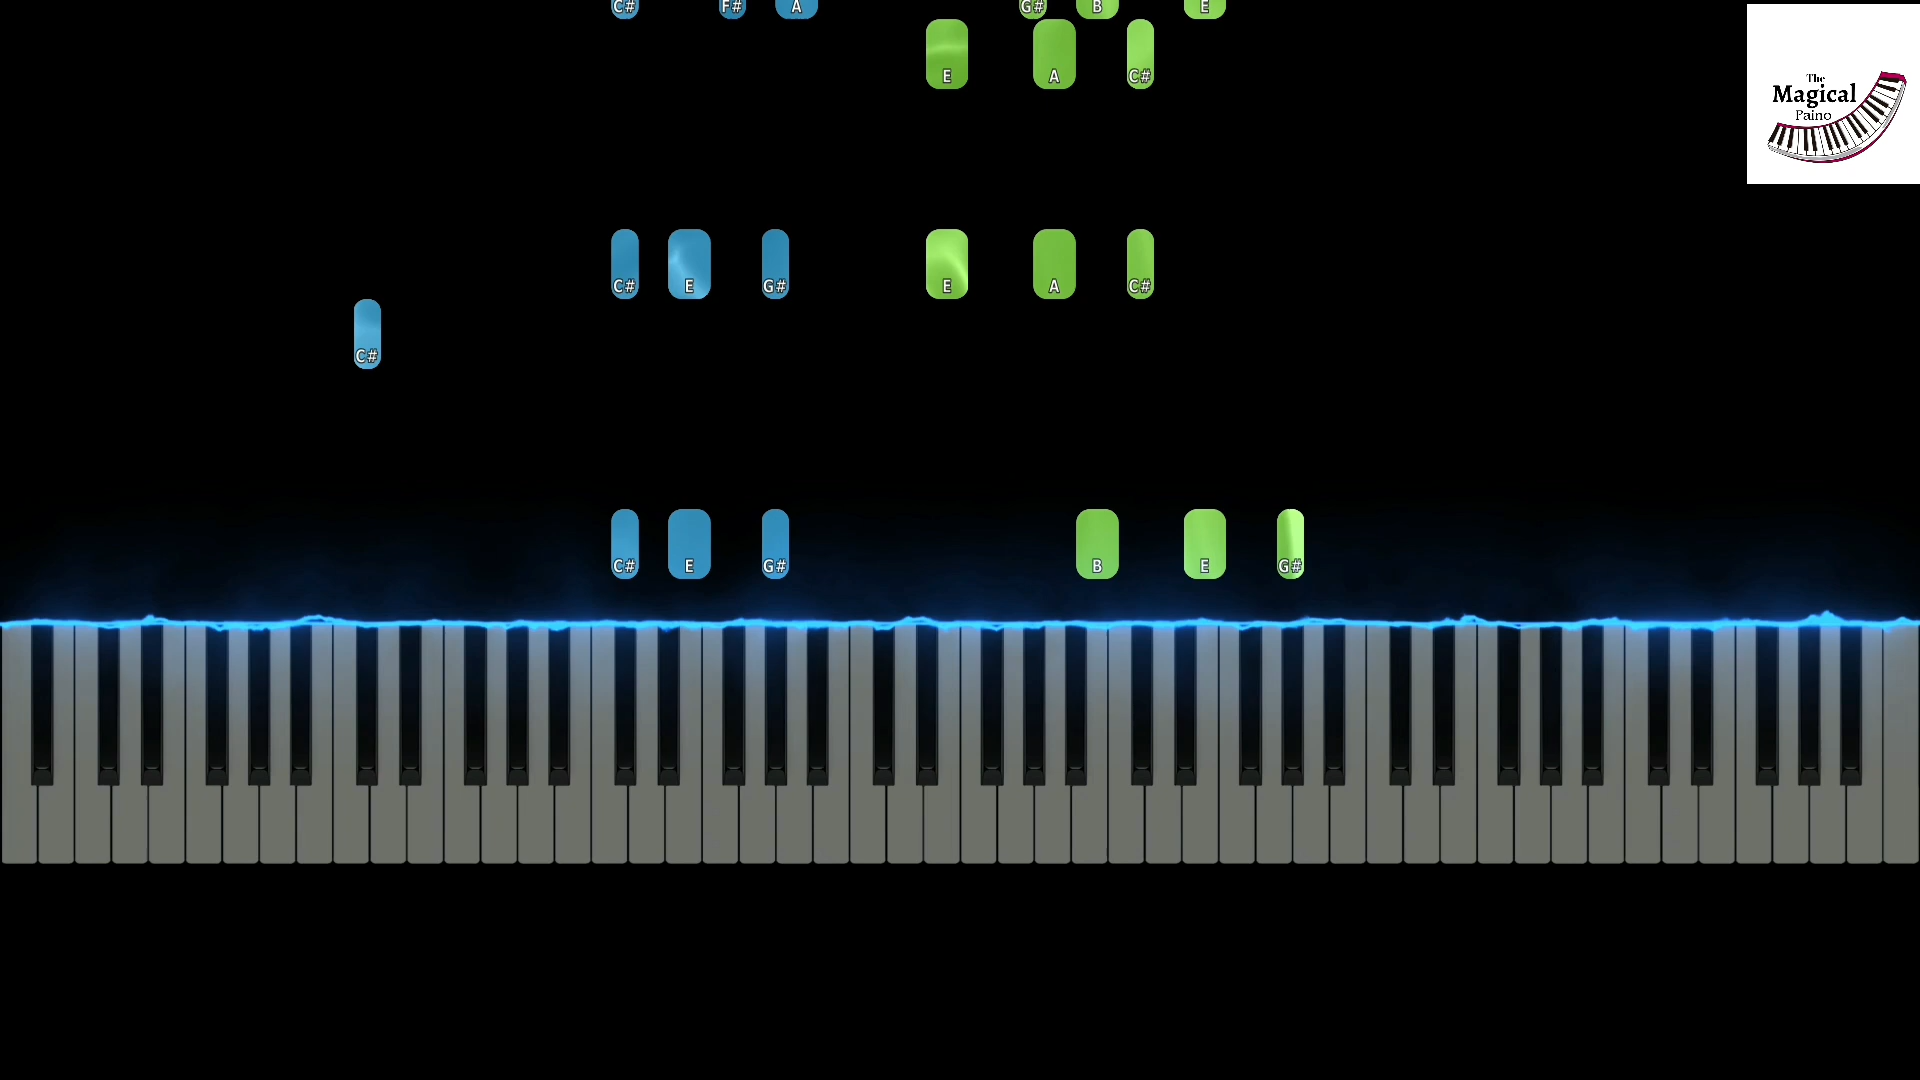 C# F# A G# B E
E A C#
The
Magical
Paino
C# E G# E A C#
C#
C# E G# B E G#